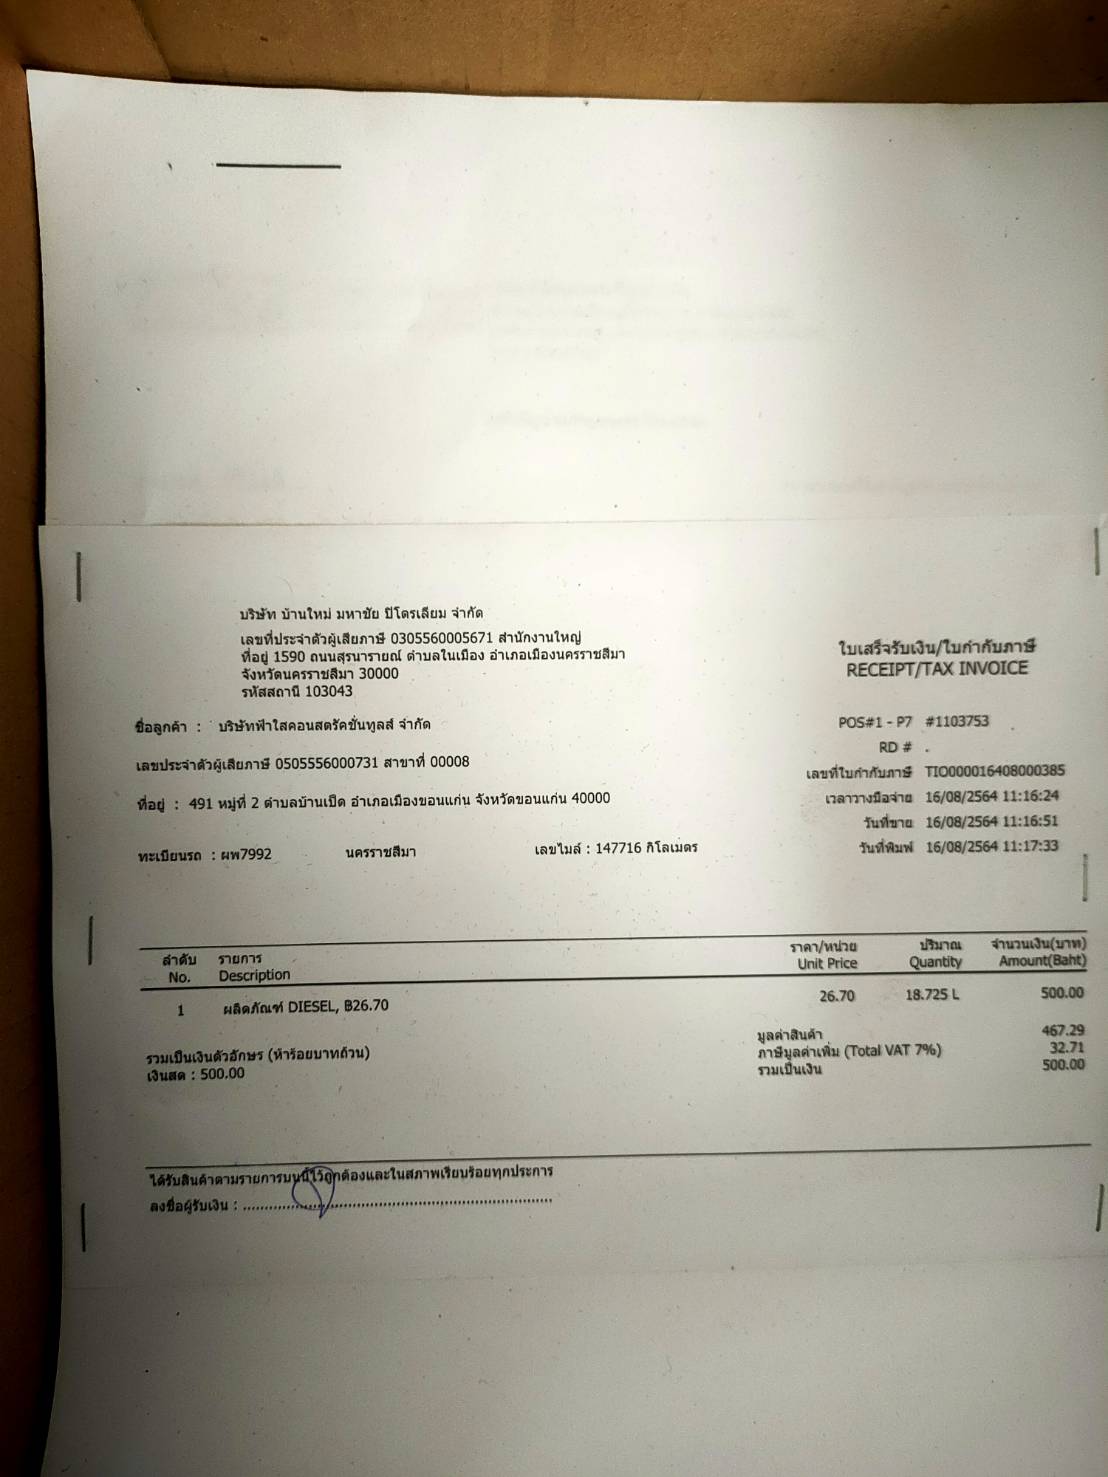 บริษัท บ้านใหม่ มหาชัย ปิโตรเลียม จำกัด
เลขที่ประจำตัวผู้เสียภาษี 0305560005671 สำนักงานใหญ่
ที่อยู่ 1590 ถนนสุรนารายณ์ ตำบลในเมือง อำเภอเมืองนครราชสีมา
จังหวัดนครราชสีมา 30000
รหัสสถานี 103043
ใบเสร็จรับเงิน/ใบกำกับภาษี
RECEIPT/TAX INVOICE
ชื่อลูกค้า : บริษัทฟ้าใสคอนสตรัคชั่นทูลส์ จำกัด
เลขประจำตัวผู้เสียภาษี 0505556000731 สาขาที่ 00008
ที่อยู่ : 491 หมู่ที่ 2 ตำบลบ้านเป็ด อำเภอเมืองขอนแก่น จังหวัดขอนแก่น 40000
ทะเบียนรถ : ผพ7992 นครราชสีมา เลขไมล์ : 147716 กิโลเมตร
POS#1 - P7 #1103753
RD # .
เลขที่ใบกำกับภาษี TIO000016408000385
เวลาวางมือจ่าย 16/08/2564 11:16:24
วันที่ขาย 16/08/2564 11:16:51
วันที่พิมพ์ 16/08/2564 11:17:33
ลำดับ รายการ ราคา/หน่วย ปริมาณ จำนวนเงิน(บาท)
No. Description Unit Price Quantity Amount(Baht)
1 ผลิตภัณฑ์ DIESEL, ฿26.70 26.70 18.725 L 500.00
มูลค่าสินค้า 467.29
รวมเป็นเงินตัวอักษร (ห้าร้อยบาทถ้วน) ภาษีมูลค่าเพิ่ม (Total VAT 7%) 32.71
เงินสด : 500.00 รวมเป็นเงิน 500.00
ได้รับสินค้าตามรายการบนนี้ไว้ถูกต้องและในสภาพเรียบร้อยทุกประการ
ลงชื่อผู้รับเงิน : ........................................................................